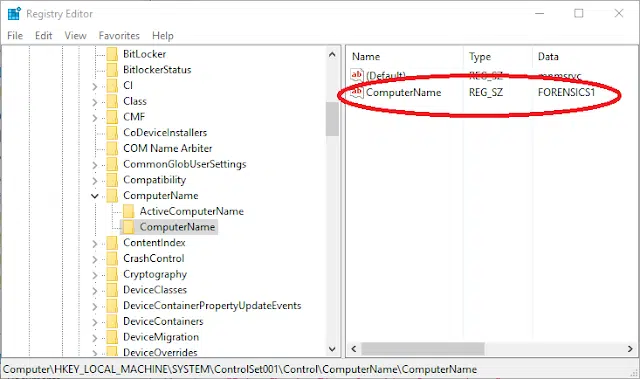 Registry Editor
File Edit View Favorites Help
BitLocker
BitlockerStatus
CI
Class
CMF
CoDeviceInstallers
COM Name Arbiter
CommonGlobUserSettings
Compatibility
ComputerName
ActiveComputerName
ComputerName
ContentIndex
CrashControl
Cryptography
DeviceClasses
DeviceContainerPropertyUpdateEvents
DeviceContainers
DeviceMigration
DeviceOverrides
Name Type Data
ab (Default) REG_SZ mnmsrvc
ab ComputerName REG_SZ FORENSICS1
Computer\HKEY_LOCAL_MACHINE\SYSTEM\ControlSet001\Control\ComputerName\ComputerName